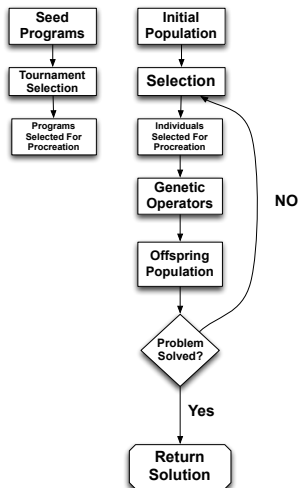 Seed
Programs
Tournament
Selection
Programs
Selected For
Procreation
Initial
Population
Selection
Individuals
Selected For
Procreation
Genetic
Operators
Offspring
Population
Problem
Solved?
NO
Yes
Return
Solution